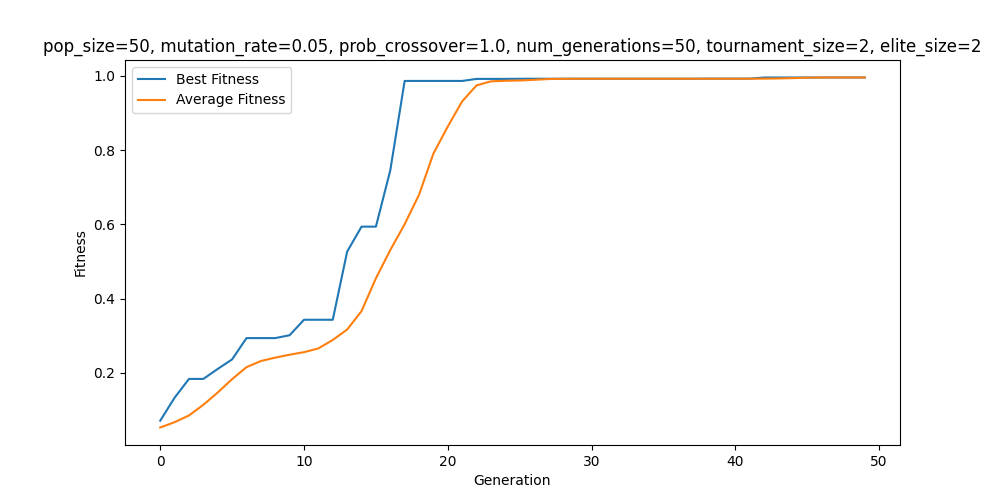 pop_size=50, mutation_rate=0.05, prob_crossover=1.0, num_generations=50, tournament_size=2, elite_size=2
Best Fitness
Average Fitness
1.0
0.8
0.6
0.4
0.2
Fitness
0 10 20 30 40 50
Generation